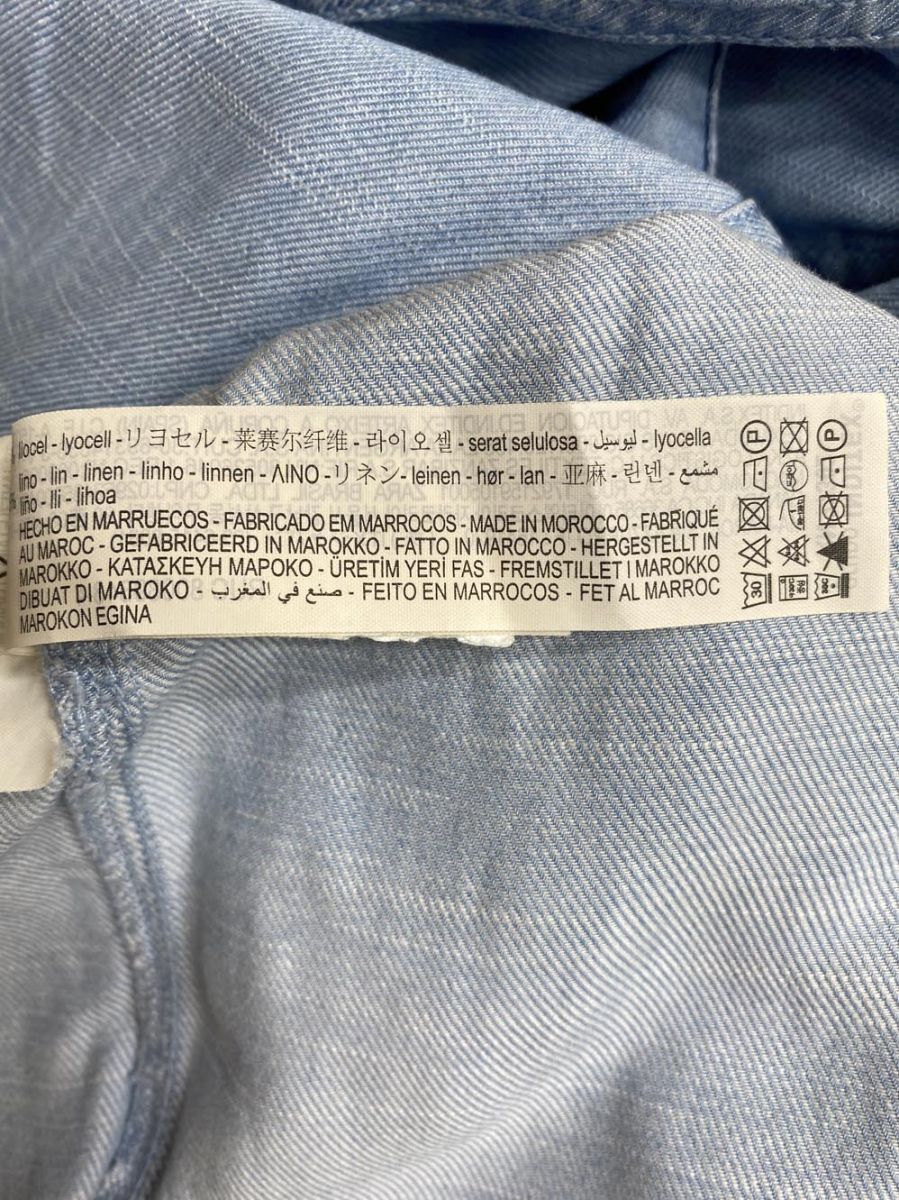 liocel - lyocell - リヨセル - 莱赛尔纤维 - 라이오셀 - serat selulosa - ليوسيل - lyocella
lino - lin - linen - linho - linnen - ΛΙΝΟ - リネン - leinen - hør - lan - 亚麻 - 린넨 - مشمع
% liño - lli - lihoa
HECHO EN MARRUECOS - FABRICADO EM MARROCOS - MADE IN MOROCCO - FABRIQUÉ
AU MAROC - GEFABRICEERD IN MAROKKO - FATTO IN MAROCCO - HERGESTELLT IN
MAROKKO - ΚΑΤΑΣΚΕΥΗ ΜΑΡΟΚΟ - ÜRETİM YERİ FAS - FREMSTILLET I MAROKKO
DIBUAT DI MAROKO - صنع في المغرب - FEITO EN MARROCOS - FET AL MARROC
MAROKON EGINA